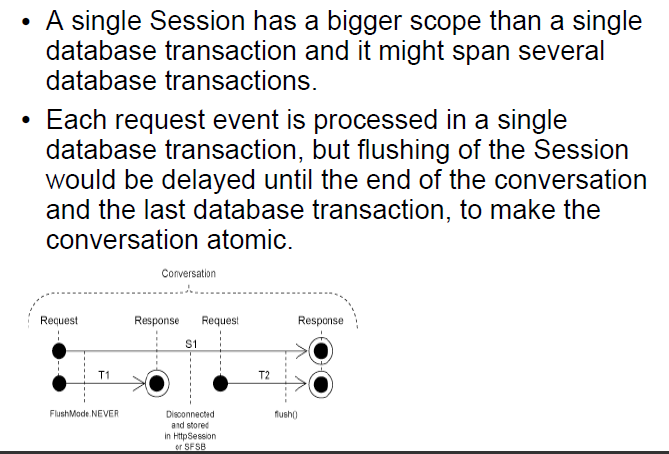 • A single Session has a bigger scope than a single
database transaction and it might span several
database transactions.
• Each request event is processed in a single
database transaction, but flushing of the Session
would be delayed until the end of the conversation
and the last database transaction, to make the
conversation atomic.
Conversation
Request Response Request Response
S1
T1 T2
FlushMode.NEVER Disconnected flush()
and stored
in HttpSession
or SFSB